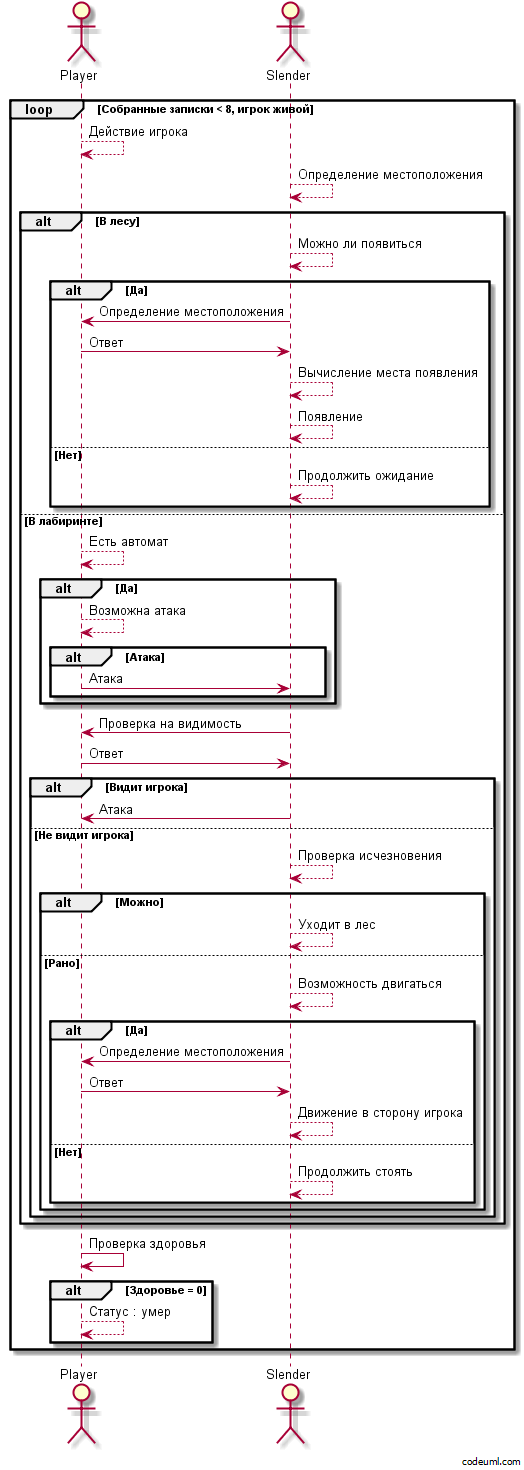 Player Slender
loop [Собранные записки < 8, игрок живой]
Действие игрока
Определение местоположения
alt [В лесу]
Можно ли появиться
alt [Да]
Определение местоположения
Ответ
Вычисление места появления
Появление
[Нет]
Продолжить ожидание
[В лабиринте]
Есть автомат
alt [Да]
Возможна атака
alt [Атака]
Атака
Проверка на видимость
Ответ
alt [Видит игрока]
Атака
[Не видит игрока]
Проверка исчезновения
alt [Можно]
Уходит в лес
[Рано]
Возможность двигаться
alt [Да]
Определение местоположения
Ответ
Движение в сторону игрока
[Нет]
Продолжить стоять
Проверка здоровья
alt [Здоровье = 0]
Статус : умер
Player Slender
codeuml.com